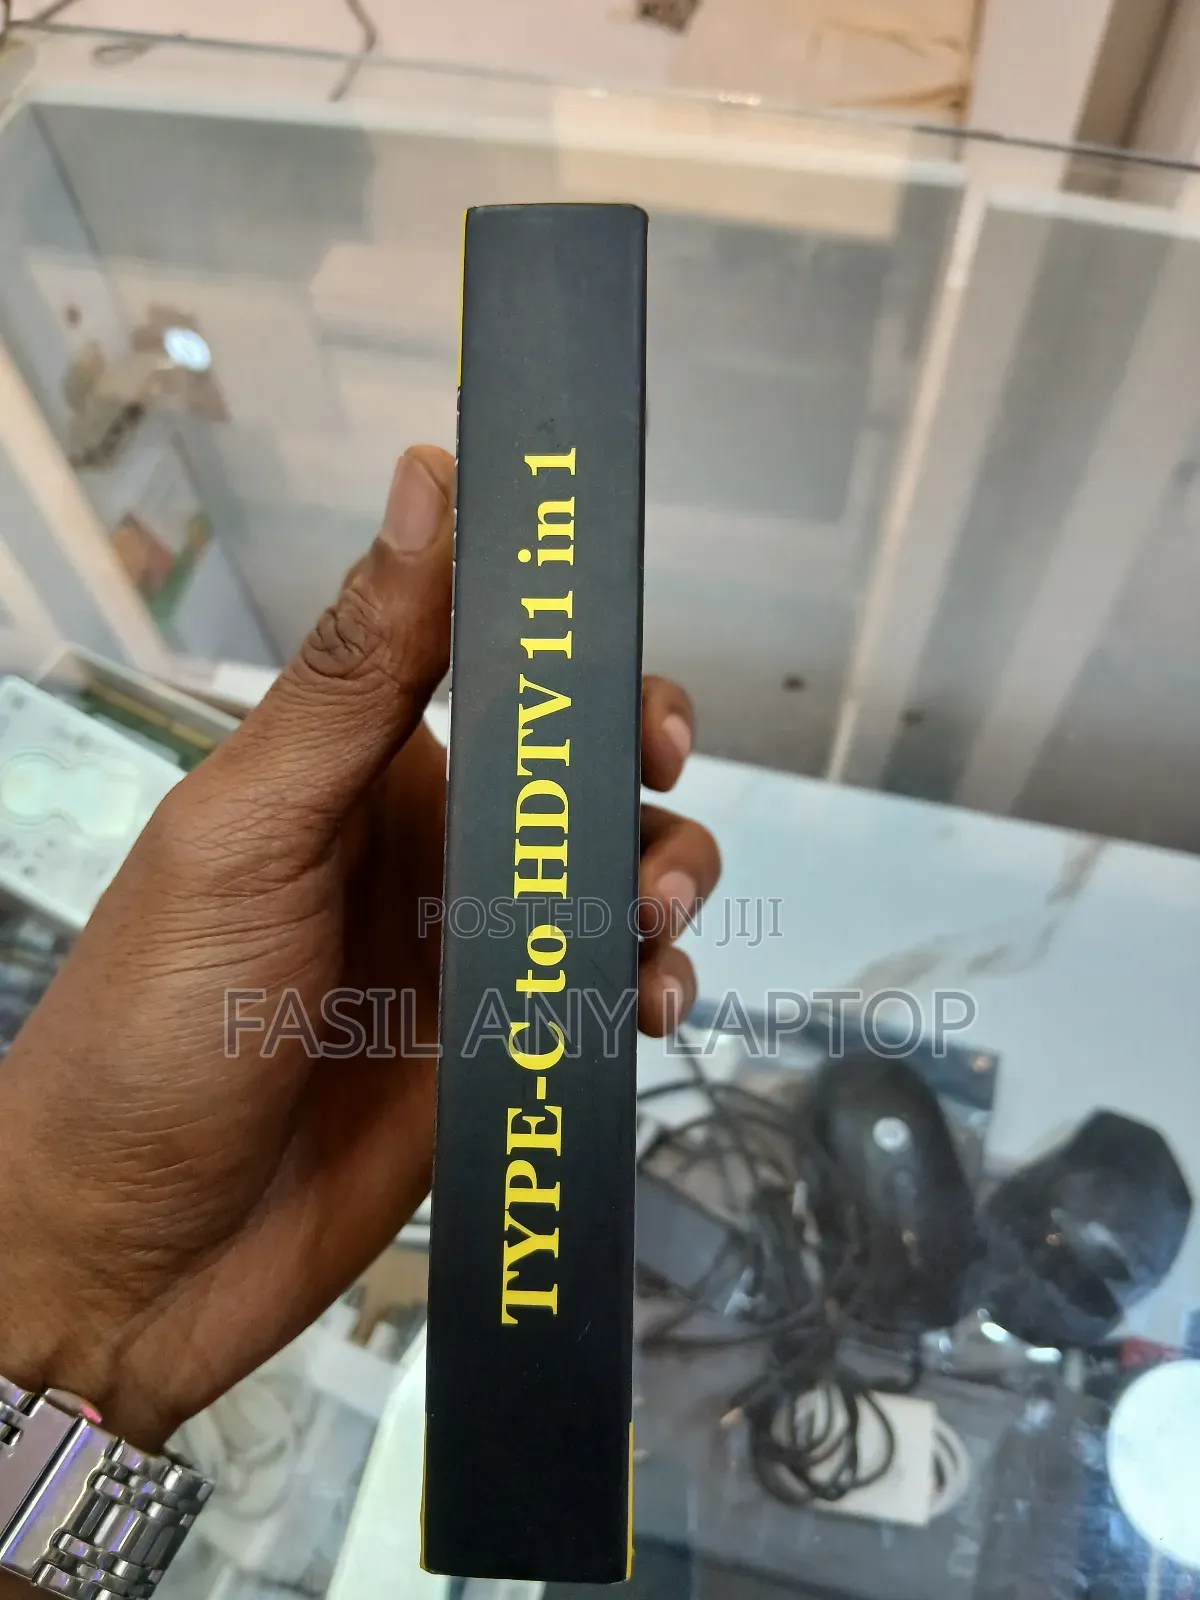 TYPE-C to HDTV 11 in 1
POSTED ON JIJI
FASIL ANY LAPTOP